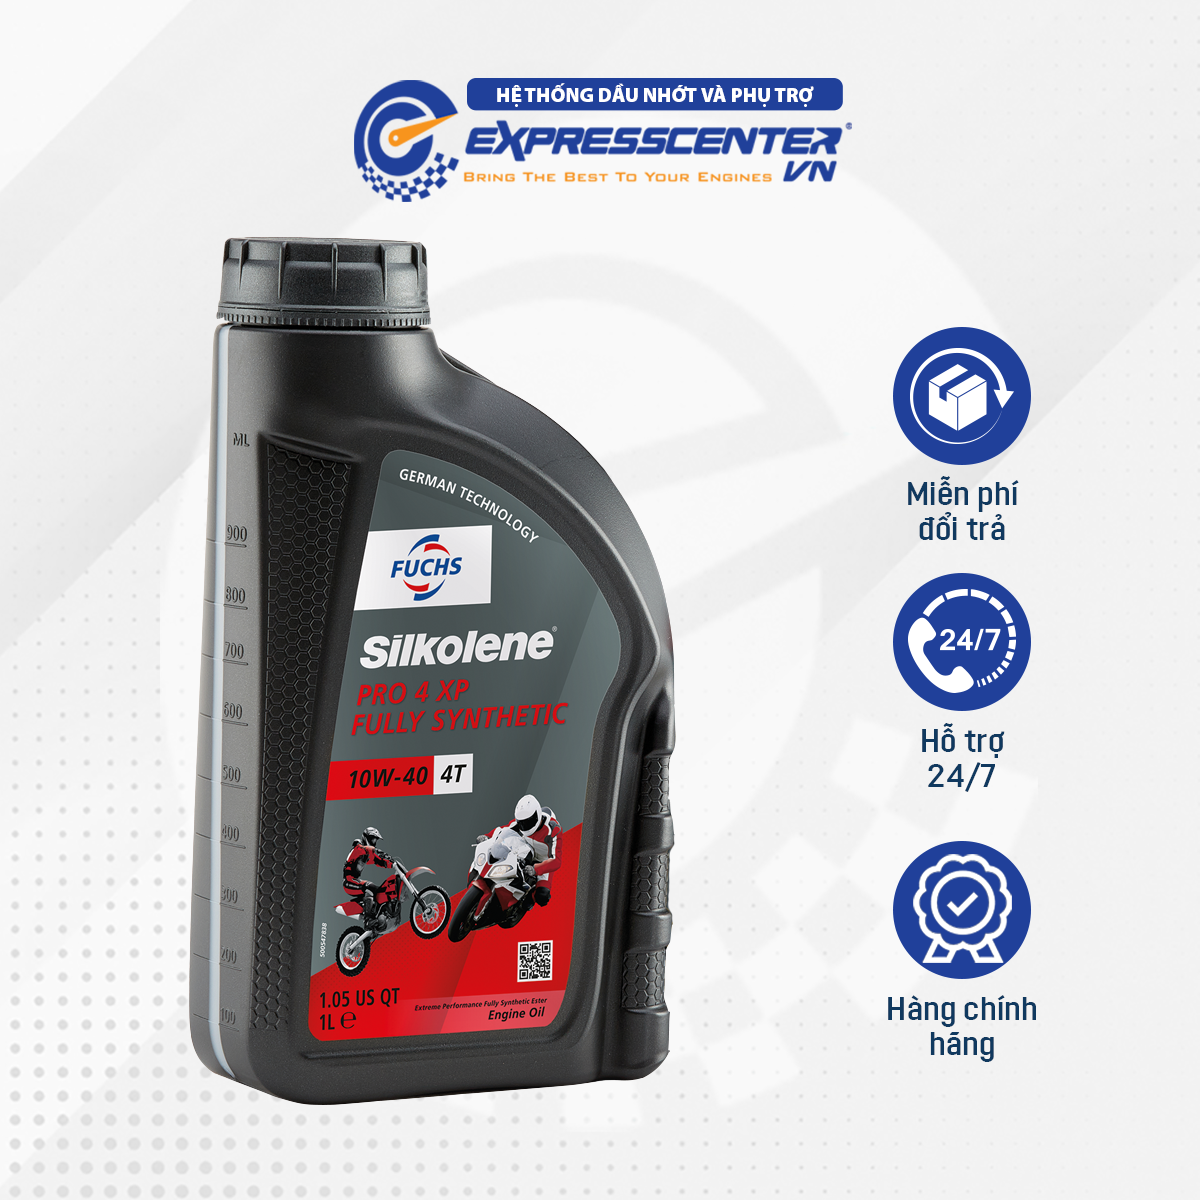 HỆ THỐNG DẦU NHỚT VÀ PHỤ TRỢ
EXPRESSCENTER®
VN
BRING THE BEST TO YOUR ENGINES
ML
900
800
700
600
500
400
300
200
100
GERMAN TECHNOLOGY
FUCHS
Silkolene®
PRO 4 XP
FULLY SYNTHETIC
10W-40 4T
500547838
1.05 US QT
1L ℮
Extreme Performance Fully Synthetic Ester
Engine Oil
Miễn phí
đổi trả
24/7
Hỗ trợ
24/7
Hàng chính
hãng